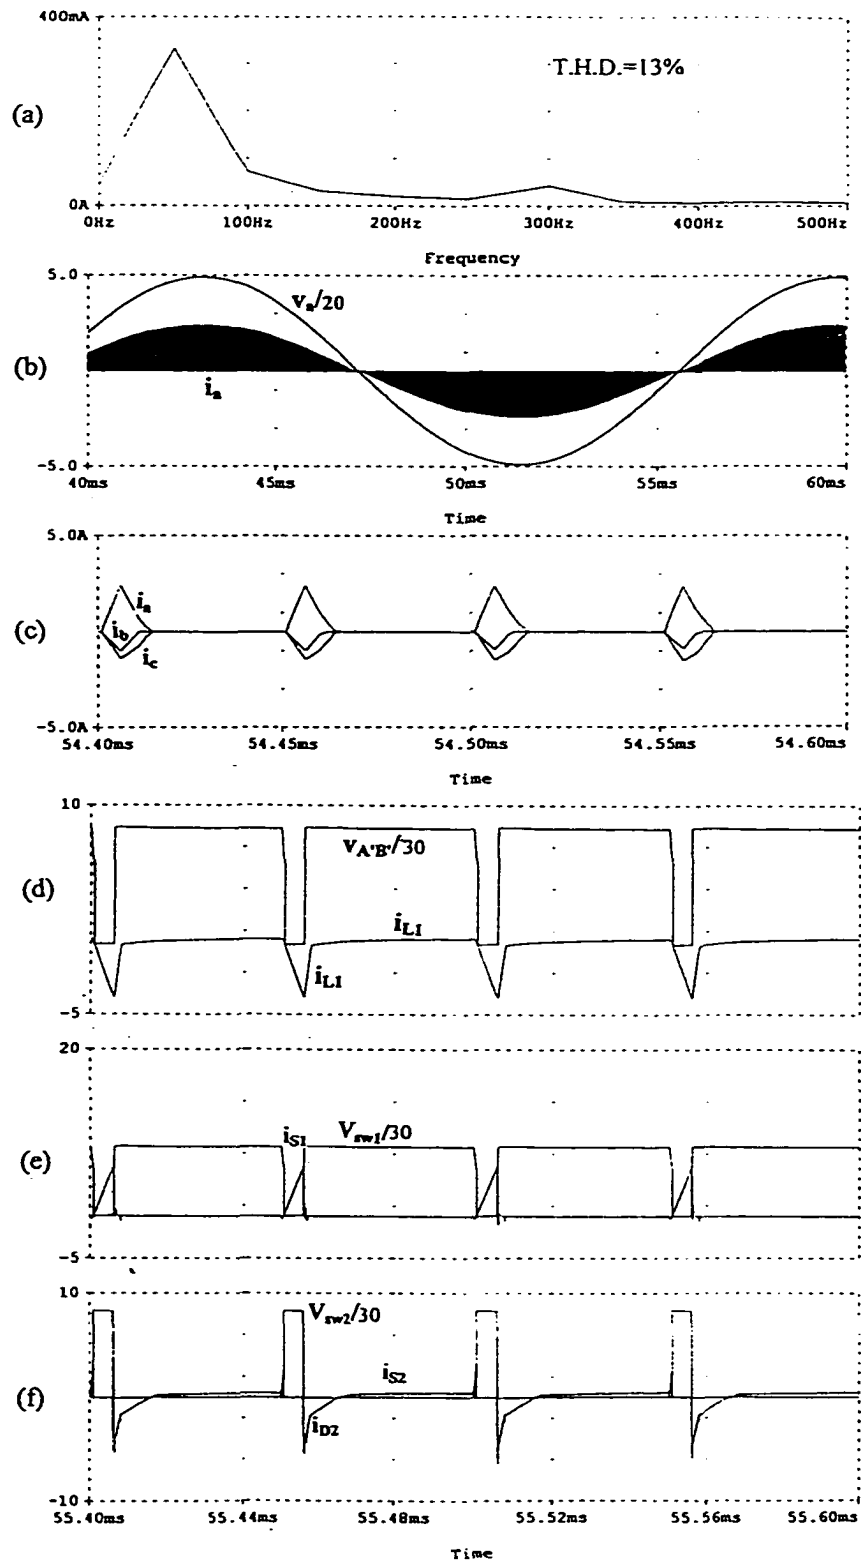 400mA
T.H.D.=13%
(a)
0A
0Hz 100Hz 200Hz 300Hz 400Hz 500Hz
Frequency
5.0
va/20
(b)
ia
-5.0
40ms 45ms 50ms 55ms 60ms
Time
5.0A
ia
(c)
ib
ic
-5.0A
54.40ms 54.45ms 54.50ms 54.55ms 54.60ms
Time
10
vA'B'/30
(d)
iL1
iL1
-5
20
iS1 Vsw1/30
(e)
-5
10
Vsw2/30
iS2
(f)
iD2
-10
55.40ms 55.44ms 55.48ms 55.52ms 55.56ms 55.60ms
Time